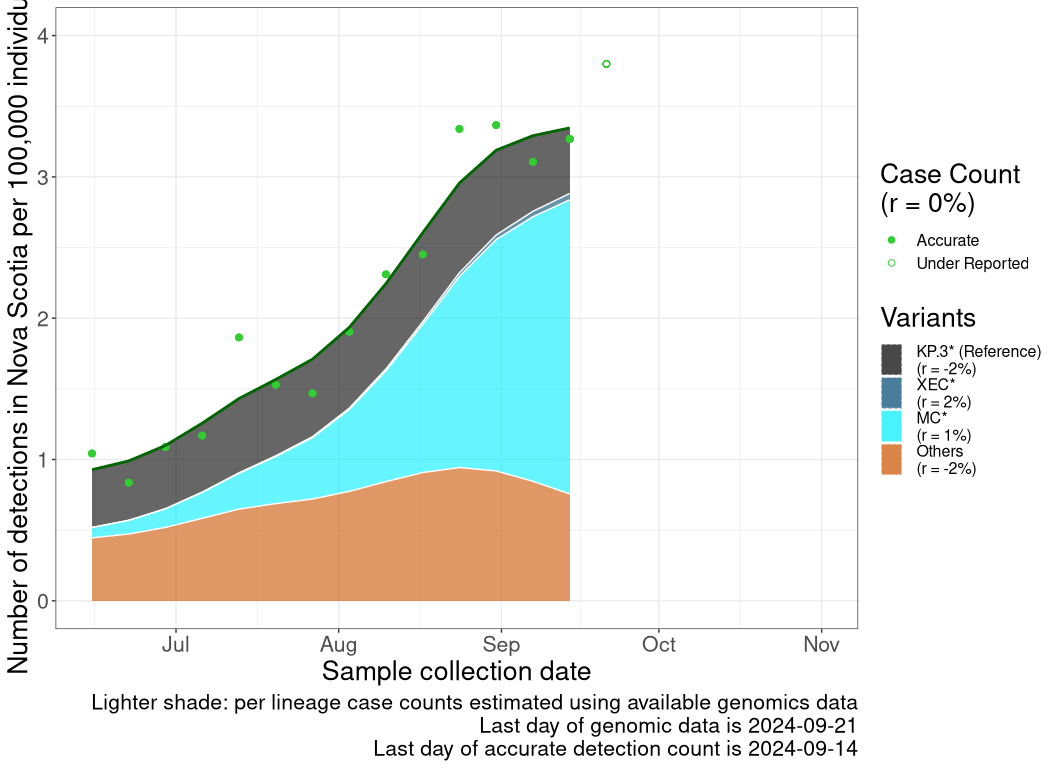 Number of detections in Nova Scotia per 100,000
4
3
2
1
0
Jul Aug Sep Oct Nov
Sample collection date
Lighter shade: per lineage case counts estimated using available genomics data
Last day of genomic data is 2024-09-21
Last day of accurate detection count is 2024-09-14
Case Count
(r = 0%)
Accurate
Under Reported
Variants
KP.3* (Reference)
(r = -2%)
XEC*
(r = 2%)
MC*
(r = 1%)
Others
(r = -2%)